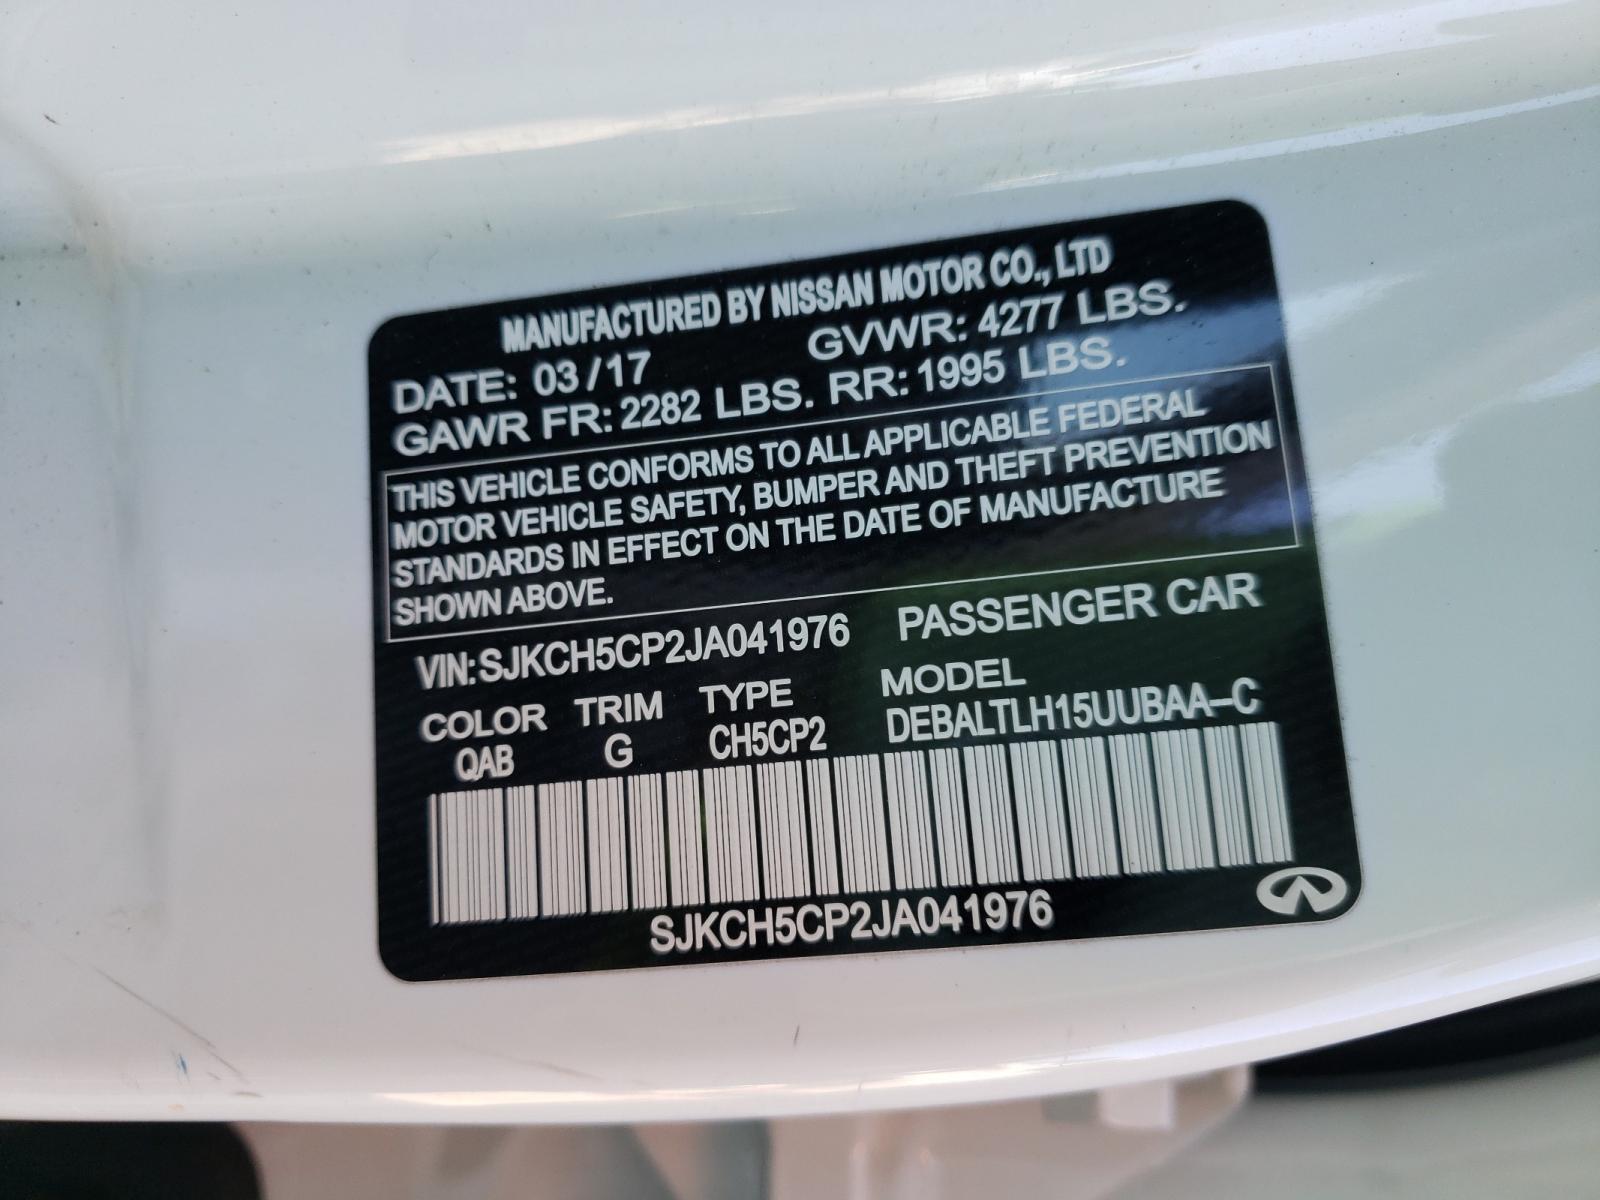 MANUFACTURED BY NISSAN MOTOR CO., LTD
DATE: 03/17 GVWR: 4277 LBS.
GAWR FR: 2282 LBS. RR: 1995 LBS.
THIS VEHICLE CONFORMS TO ALL APPLICABLE FEDERAL
MOTOR VEHICLE SAFETY, BUMPER AND THEFT PREVENTION
STANDARDS IN EFFECT ON THE DATE OF MANUFACTURE
SHOWN ABOVE.
VIN: SJKCH5CP2JA041976 PASSENGER CAR
COLOR TRIM TYPE MODEL
QAB G CH5CP2 DEBALTLH15UUBAA-C
SJKCH5CP2JA041976